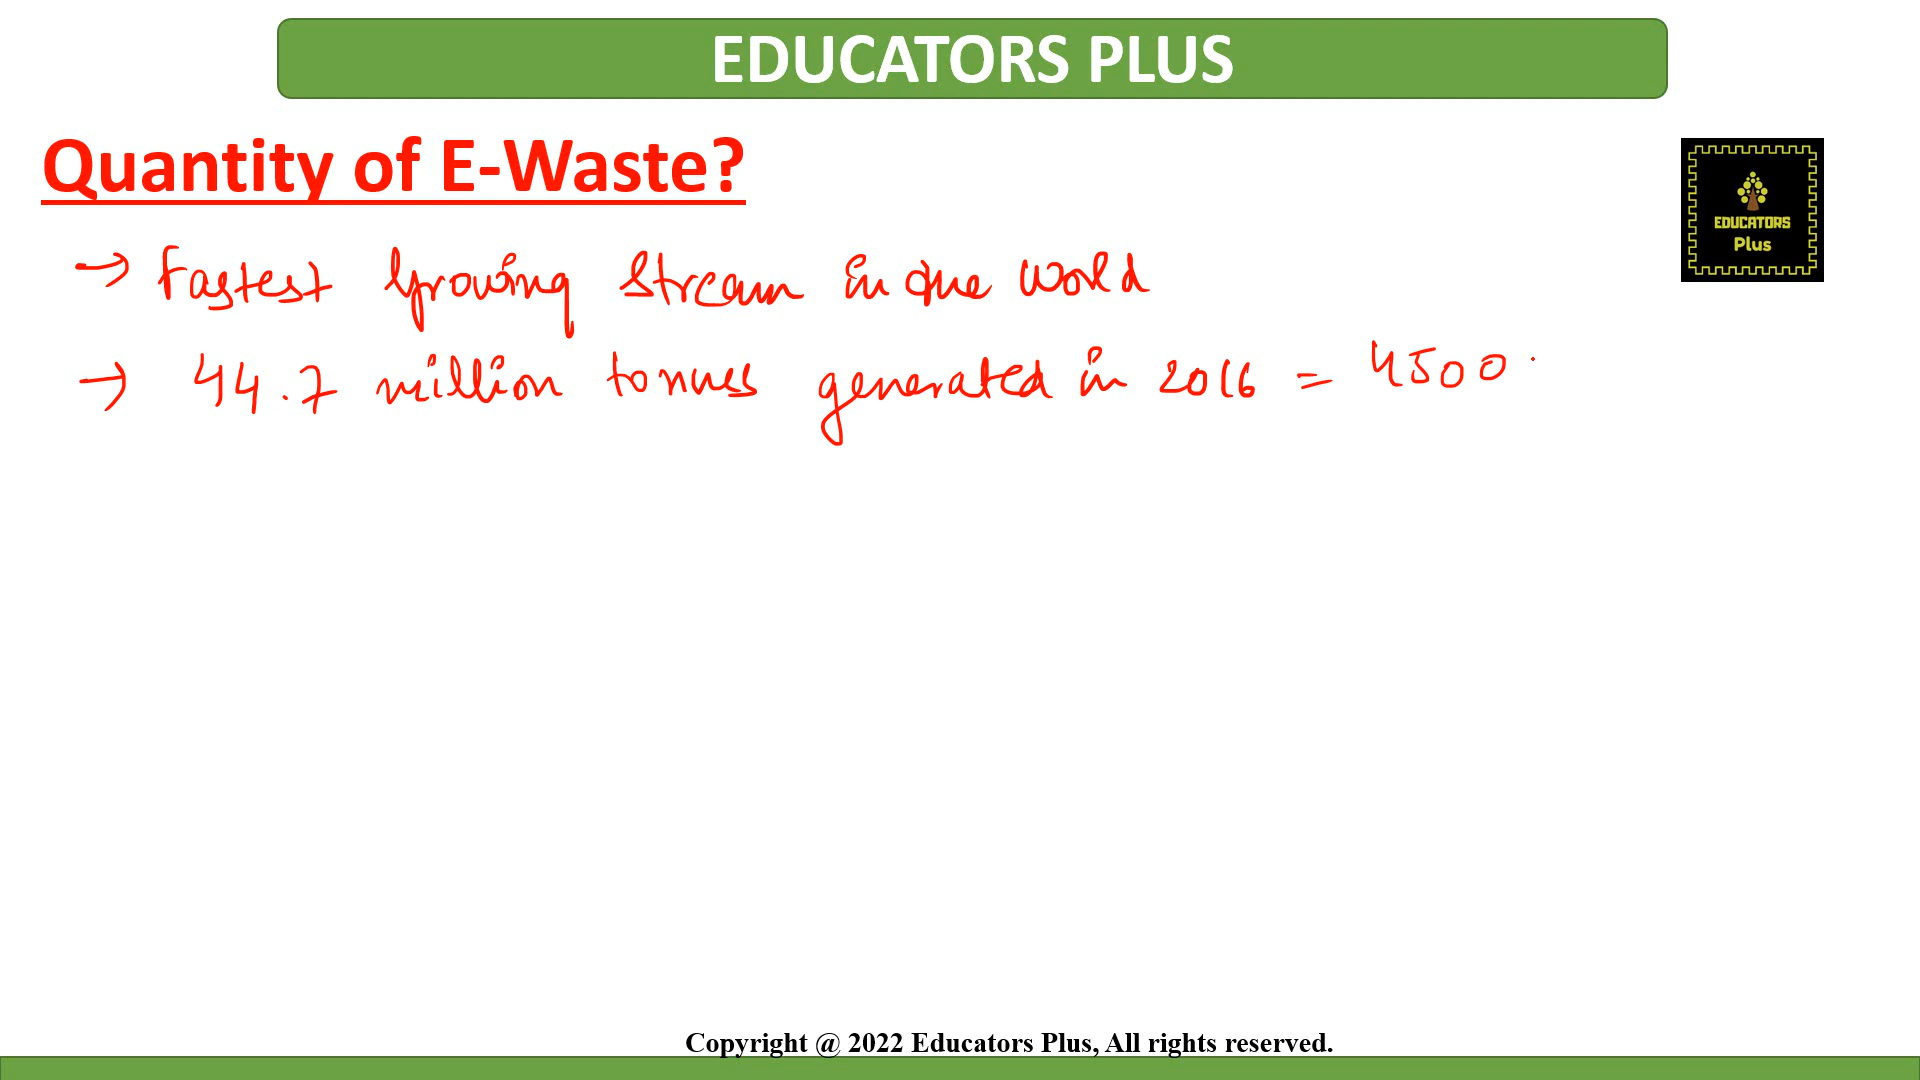 EDUCATORS PLUS
Quantity of E-Waste?
EDUCATORS
Plus
→ Fastest Growing Stream in the World
→ 44.7 million tonnes generated in 2016 = 4500
Copyright @ 2022 Educators Plus, All rights reserved.